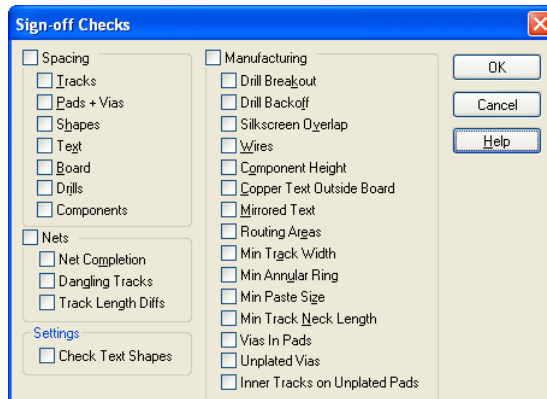 Sign-off Checks
Spacing
Tracks
Pads + Vias
Shapes
Text
Board
Drills
Components
Nets
Net Completion
Dangling Tracks
Track Length Diffs
Settings
Check Text Shapes
Manufacturing
Drill Breakout
Drill Backoff
Silkscreen Overlap
Wires
Component Height
Copper Text Outside Board
Mirrored Text
Routing Areas
Min Track Width
Min Annular Ring
Min Paste Size
Min Track Neck Length
Vias In Pads
Unplated Vias
Inner Tracks on Unplated Pads
OK
Cancel
Help